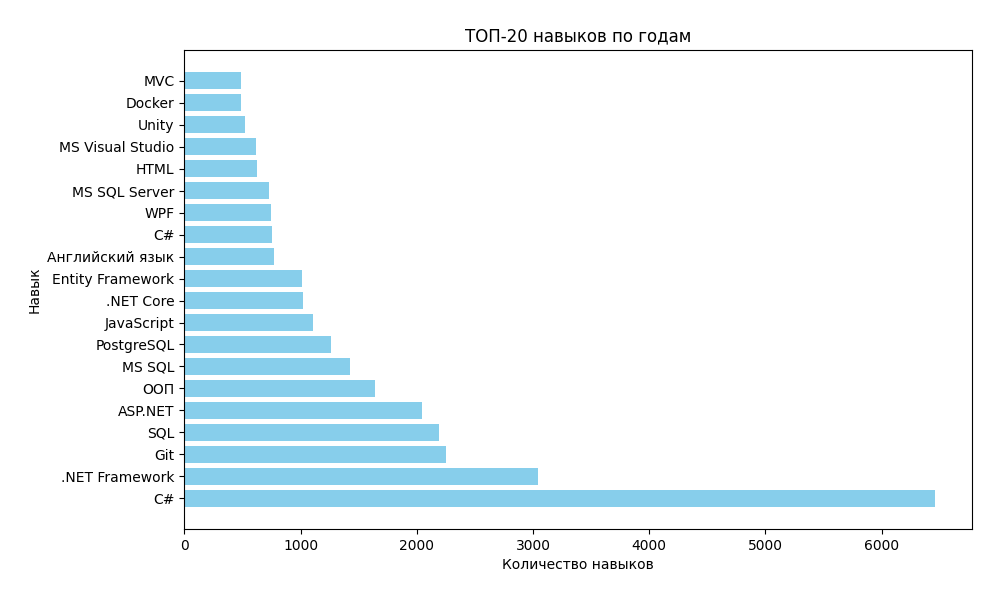 ТОП-20 навыков по годам
Навык
MVC
Docker
Unity
MS Visual Studio
HTML
MS SQL Server
WPF
C#
Английский язык
Entity Framework
.NET Core
JavaScript
PostgreSQL
MS SQL
ООП
ASP.NET
SQL
Git
.NET Framework
C#
0 1000 2000 3000 4000 5000 6000
Количество навыков